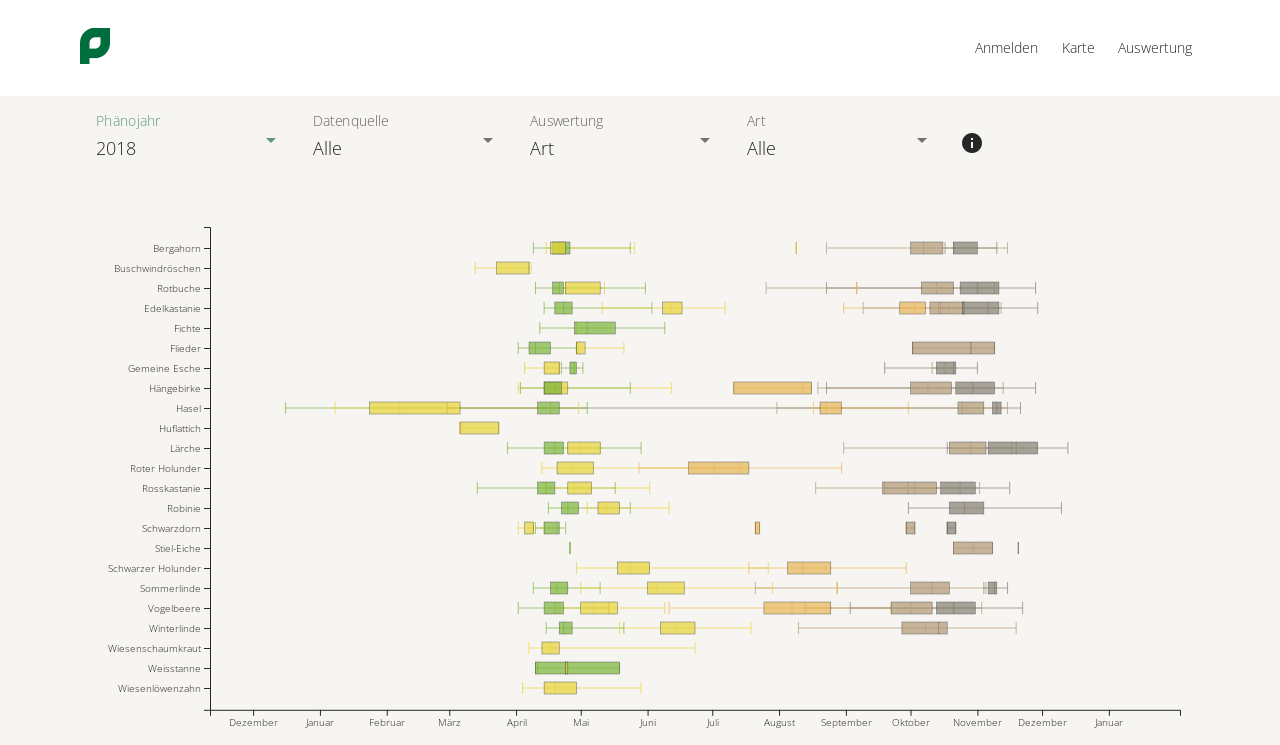 Anmelden Karte Auswertung
Phänojahr Datenquelle Auswertung Art
2018 Alle Art Alle
Bergahorn
Buschwindröschen
Rotbuche
Edelkastanie
Fichte
Flieder
Gemeine Esche
Hängebirke
Hasel
Huflattich
Lärche
Roter Holunder
Rosskastanie
Robinie
Schwarzdorn
Stiel-Eiche
Schwarzer Holunder
Sommerlinde
Vogelbeere
Winterlinde
Wiesenschaumkraut
Weisstanne
Wiesenlöwenzahn
Dezember Januar Februar März April Mai Juni Juli August September Oktober November Dezember Januar